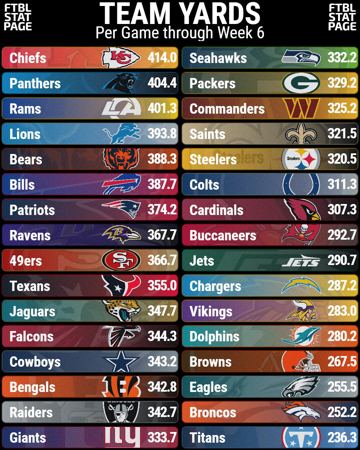 FTBL
STAT
PAGE
TEAM YARDS
Per Game through Week 6
FTBL
STAT
PAGE
Chiefs 414.0
Panthers 404.4
Rams 401.3
Lions 393.8
Bears 388.3
Bills 387.7
Patriots 374.2
Ravens 367.7
49ers SF 366.7
Texans 355.0
Jaguars 347.7
Falcons 344.3
Cowboys 343.2
Bengals 342.8
Raiders RAIDERS 342.7
Giants ny 333.7
Seahawks 332.2
Packers G 329.2
Commanders W 325.2
Saints 321.5
Steelers Steelers 320.5
Colts 311.3
Cardinals 307.3
Buccaneers 292.7
Jets JETS 290.7
Chargers 287.2
Vikings 283.0
Dolphins 280.2
Browns 267.5
Eagles 255.5
Broncos 252.2
Titans T 236.3